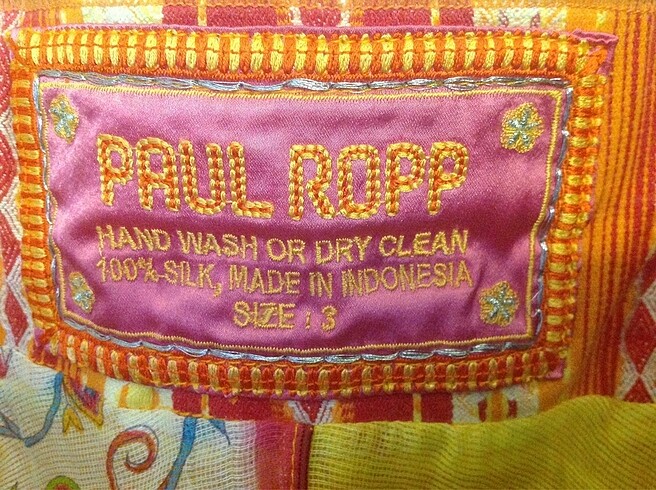 PAUL ROPP
HAND WASH OR DRY CLEAN
100% SILK, MADE IN INDONESIA
SIZE : 3